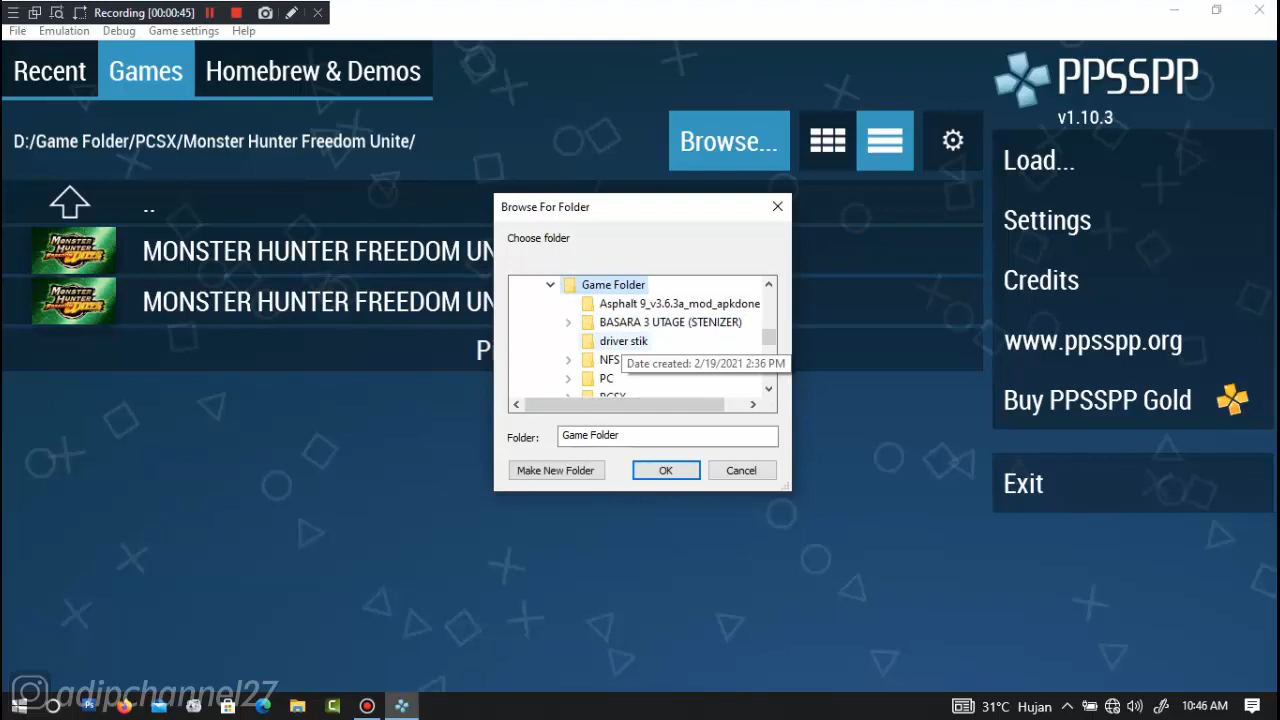 Recording [00:00:45]
File Emulation Debug Game settings Help
Recent Games Homebrew & Demos
PPSSPP
v1.10.3
D:/Game Folder/PCSX/Monster Hunter Freedom Unite/
Browse...
..
MONSTER HUNTER FREEDOM UN
MONSTER HUNTER FREEDOM UN
Browse For Folder
Choose folder
Game Folder
Asphalt 9_v3.6.3a_mod_apkdone
BASARA 3 UTAGE (STENIZER)
driver stik
NFS
Date created: 2/19/2021 2:36 PM
PC
PCSX
Folder: Game Folder
Make New Folder OK Cancel
Load...
Settings
Credits
www.ppsspp.org
Buy PPSSPP Gold
Exit
adipchannel27
31°C Hujan 10:46 AM